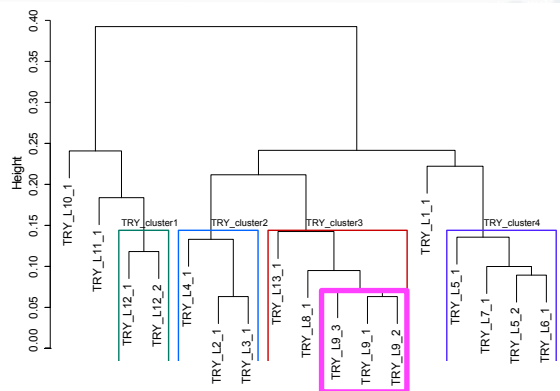 0.40
0.35
0.30
0.25
0.20
0.15
0.10
0.05
0.00
Height
TRY_L10_1
TRY_L11_1
TRY_cluster1
TRY_L12_1
TRY_L12_2
TRY_cluster2
TRY_L4_1
TRY_L2_1
TRY_L3_1
TRY_cluster3
TRY_L13_1
TRY_L8_1
TRY_L9_3
TRY_L9_1
TRY_L9_2
TRY_L1_1
TRY_cluster4
TRY_L5_1
TRY_L7_1
TRY_L5_2
TRY_L6_1